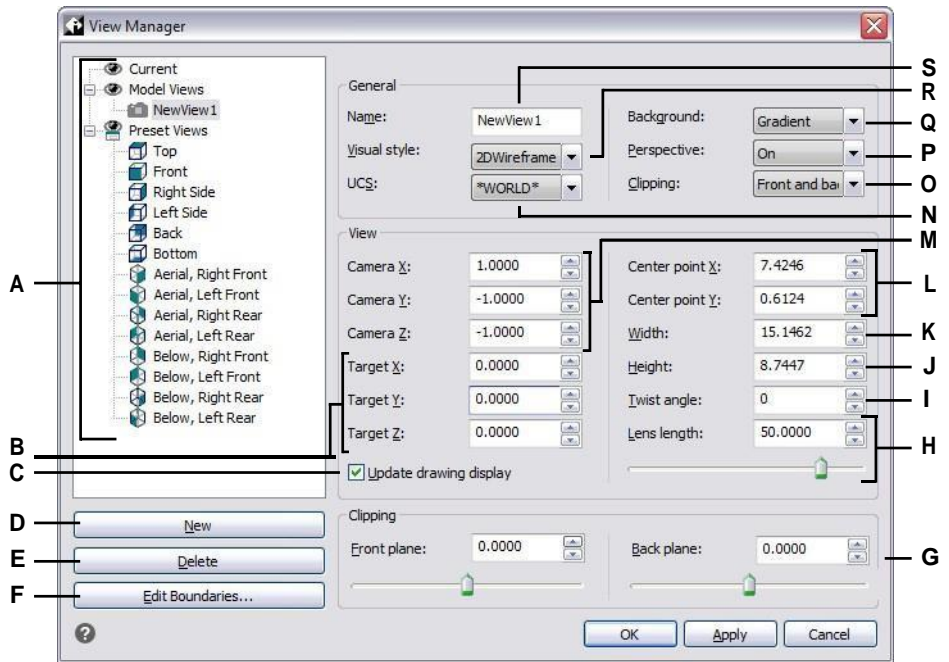 View Manager
Current
Model Views
NewView1
Preset Views
Top
Front
Right Side
Left Side
Back
Bottom
Aerial, Right Front
Aerial, Left Front
Aerial, Right Rear
Aerial, Left Rear
Below, Right Front
Below, Left Front
Below, Right Rear
Below, Left Rear
New
Delete
Edit Boundaries...
General
Name: NewView1 Background: Gradient
Visual style: 2DWireframe Perspective: On
UCS: *WORLD* Clipping: Front and ba
View
Camera X: 1.0000 Center point X: 7.4246
Camera Y: -1.0000 Center point Y: 0.6124
Camera Z: -1.0000 Width: 15.1462
Target X: 0.0000 Height: 8.7447
Target Y: 0.0000 Twist angle: 0
Target Z: 0.0000 Lens length: 50.0000
Update drawing display
Clipping
Front plane: 0.0000 Back plane: 0.0000
?
OK Apply Cancel
A
B
C
D
E
F
S
R
Q
P
O
N
M
L
K
J
I
H
G